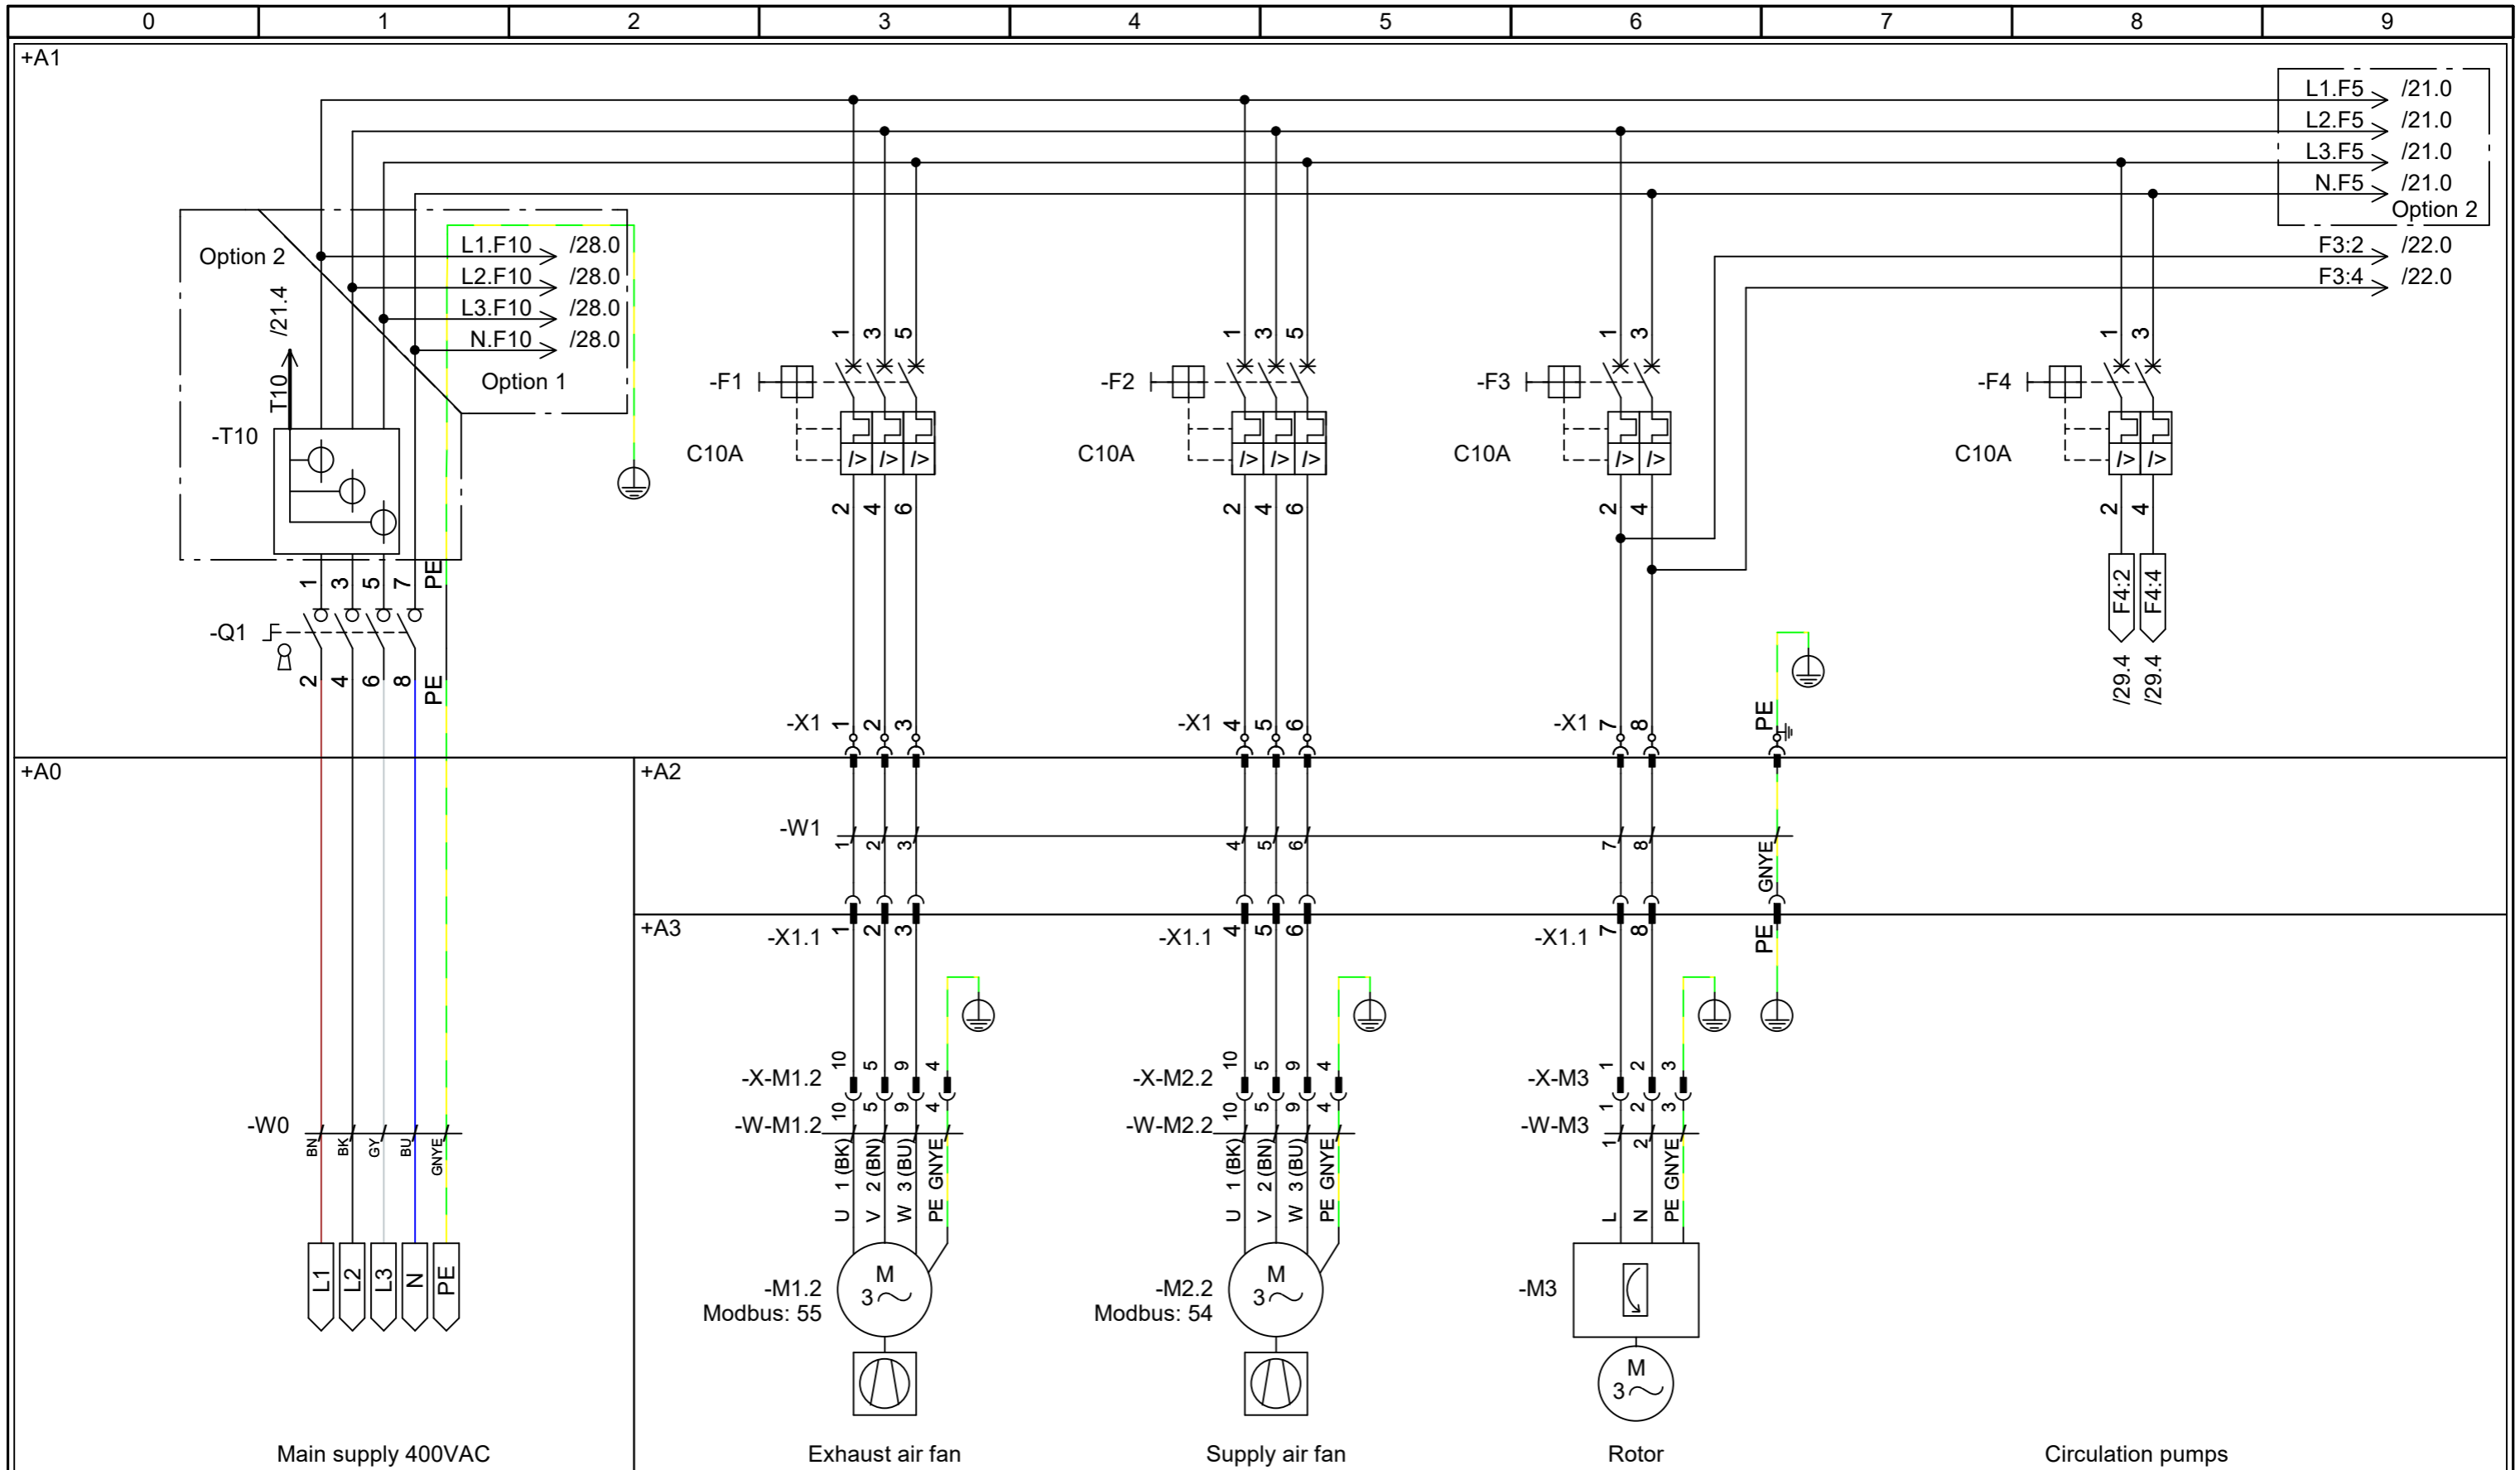 0 1 2 3 4 5 6 7 8 9
+A1
L1.F5 /21.0
L2.F5 /21.0
L3.F5 /21.0
N.F5 /21.0
Option 2
F3:2 /22.0
F3:4 /22.0
Option 2
L1.F10 /28.0
L2.F10 /28.0
L3.F10 /28.0
N.F10 /28.0
Option 1
T10 /21.4
-T10
1 3 5 7 PE
-Q1
2 4 6 8 PE
1 3 5
-F1
C10A
I> I> I>
2 4 6
1 3 5
-F2
C10A
I> I> I>
2 4 6
1 3
-F3
C10A
I> I>
2 4
1 3
-F4
C10A
I> I>
2 4
F4:2 F4:4
/29.4 /29.4
-X1 1 2 3
-X1 4 5 6
-X1 7 8 PE
+A0
+A2
-W1
1 2 3 4 5 6 7 8 GNYE
+A3
-X1.1 1 2 3
-X1.1 4 5 6
-X1.1 7 8 PE
-X-M1.2 10 5 9 4
-W-M1.2 10 5 9 4
1 (BK) 2 (BN) 3 (BU) GNYE
U V W PE
-X-M2.2 10 5 9 4
-W-M2.2 10 5 9 4
1 (BK) 2 (BN) 3 (BU) GNYE
U V W PE
-X-M3 1 2 3
-W-M3 1 2 3
1 2 GNYE
L N PE
-W0
BN BK GY BU GNYE
L1 L2 L3 N PE
-M1.2
Modbus: 55
M
3
-M2.2
Modbus: 54
M
3
-M3
M
3
Main supply 400VAC
Exhaust air fan
Supply air fan
Rotor
Circulation pumps